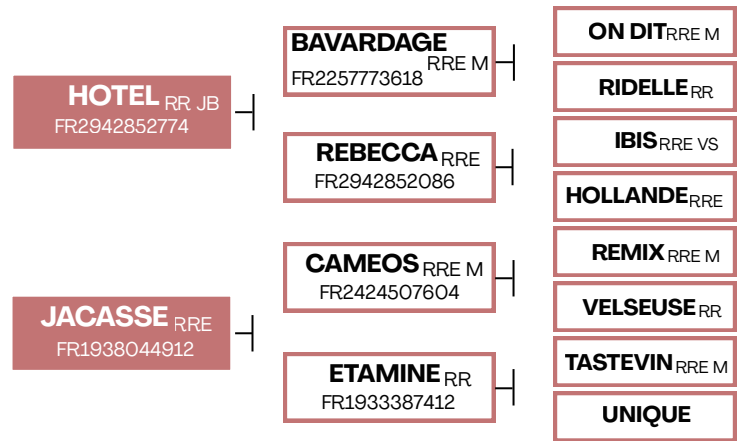 HOTEL RR JB
FR2942852774
JACASSE RRE
FR1938044912
BAVARDAGE
RRE M
FR2257773618
REBECCA RRE
FR2942852086
CAMEOS RRE M
FR2424507604
ETAMINE RR
FR1933387412
ON DIT RRE M
RIDELLE RR
IBIS RRE VS
HOLLANDE RRE
REMIX RRE M
VELSEUSE RR
TASTEVIN RRE M
UNIQUE